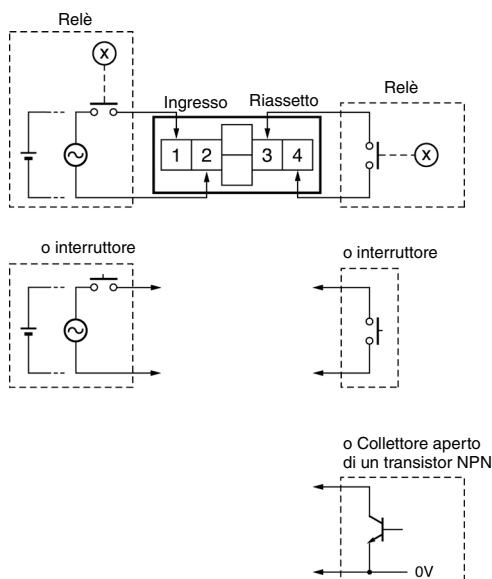 Relè
X
Ingresso
Riassetto
Relè
1 2 3 4
X
o interruttore
o interruttore
o Collettore aperto
di un transistor NPN
0V